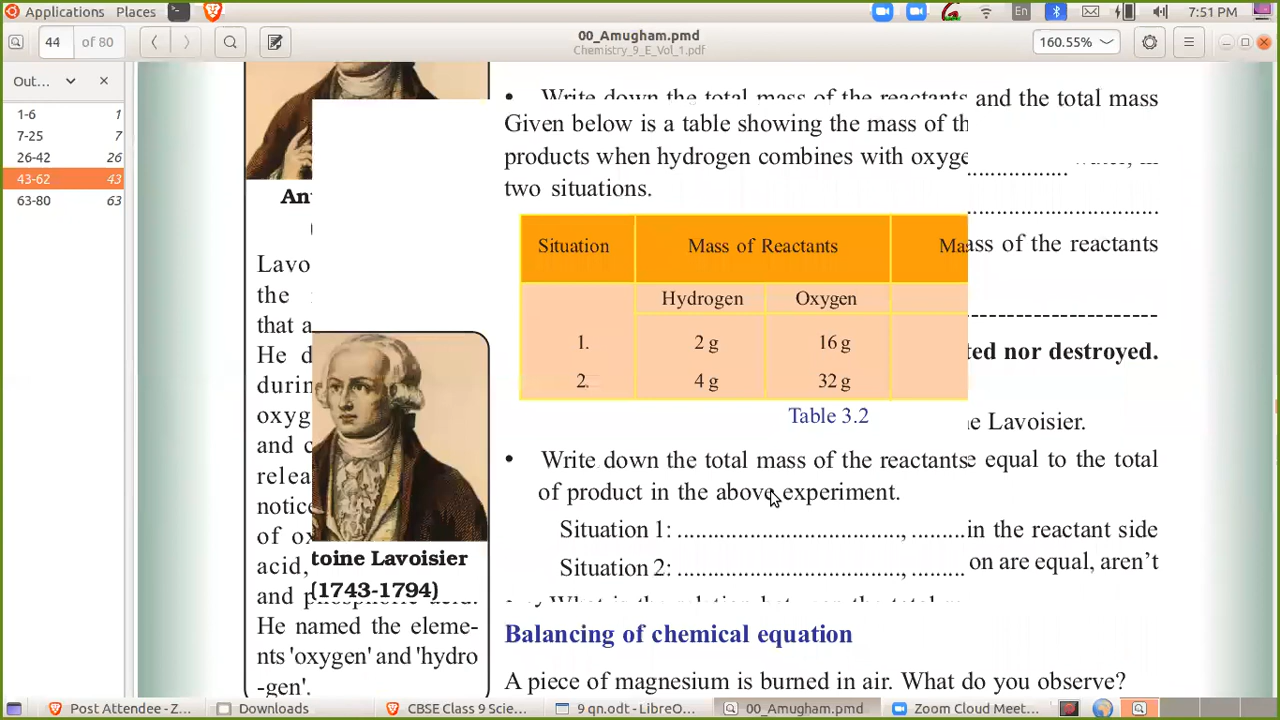 Applications Places 7:51 PM
En
44 of 80
00_Amugham.pmd
Chemistry_9_E_Vol_1.pdf
160.55%
Out...
1-6 1
7-25 7
26-42 26
43-62 43
63-80 63
Write down the total mass of the reactants and the total mass
Given below is a table showing the mass of th
products when hydrogen combines with oxyge
two situations.
Situation Mass of Reactants Ma
ass of the reactants
Hydrogen Oxygen
1. 2 g 16 g
2. 4 g 32 g
ted nor destroyed.
Table 3.2
e Lavoisier.
• Write down the total mass of the reactants e equal to the total
of product in the above experiment.
Situation 1: ..................................., ......... in the reactant side
Situation 2: ..................................., ......... on are equal, aren't
Balancing of chemical equation
A piece of magnesium is burned in air. What do you observe?
An
Lavo
the
that a
He d
durin
oxyg
and c
relea
notice
of ox
acid,
toine Lavoisier
(1743-1794)
and phosphoric acid.
He named the eleme-
nts 'oxygen' and 'hydro
-gen'.
Post Attendee - Z... Downloads CBSE Class 9 Scie... 9 qn.odt - LibreO... 00_Amugham.pmd Zoom Cloud Meet...